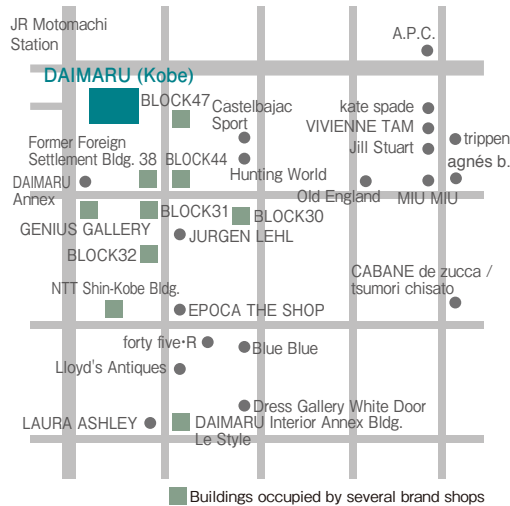 JR Motomachi
Station
A.P.C.
DAIMARU (Kobe)
BLOCK47
Castelbajac
Sport
kate spade
VIVIENNE TAM
Jill Stuart
trippen
agnés b.
Former Foreign
Settlement Bldg. 38
BLOCK44
Hunting World
DAIMARU
Annex
Old England
MIU MIU
GENIUS GALLERY
BLOCK31
BLOCK30
JURGEN LEHL
BLOCK32
CABANE de zucca /
tsumori chisato
NTT Shin-Kobe Bldg.
EPOCA THE SHOP
forty five･R
Blue Blue
Lloyd's Antiques
Dress Gallery White Door
LAURA ASHLEY
DAIMARU Interior Annex Bldg.
Le Style
Buildings occupied by several brand shops